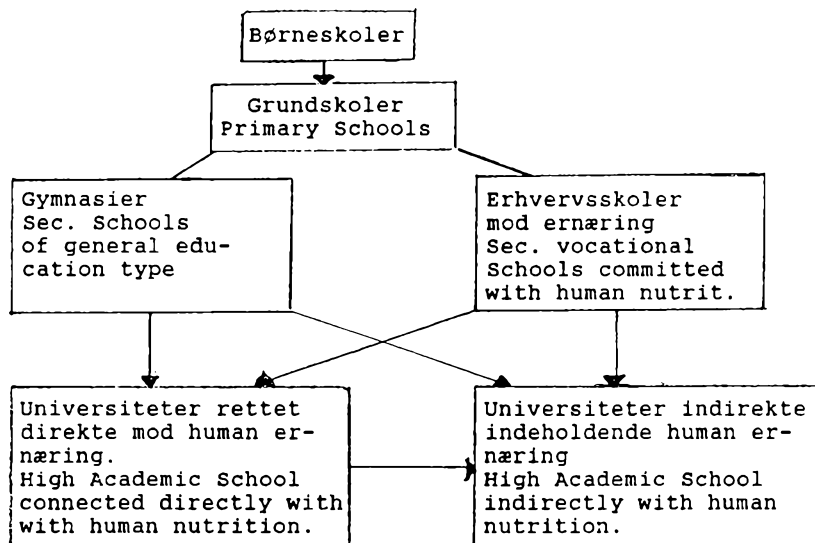 Børneskoler
Grundskoler
Primary Schools
Gymnasier
Sec. Schools
of general edu-
cation type
Erhvervsskoler
mod ernæring
Sec. vocational
Schools committed
with human nutrit.
Universiteter rettet
direkte mod human er-
næring.
High Academic School
connected directly with
with human nutrition.
Universiteter indirekte
indeholdende human er-
næring
High Academic School
indirectly with human
nutrition.